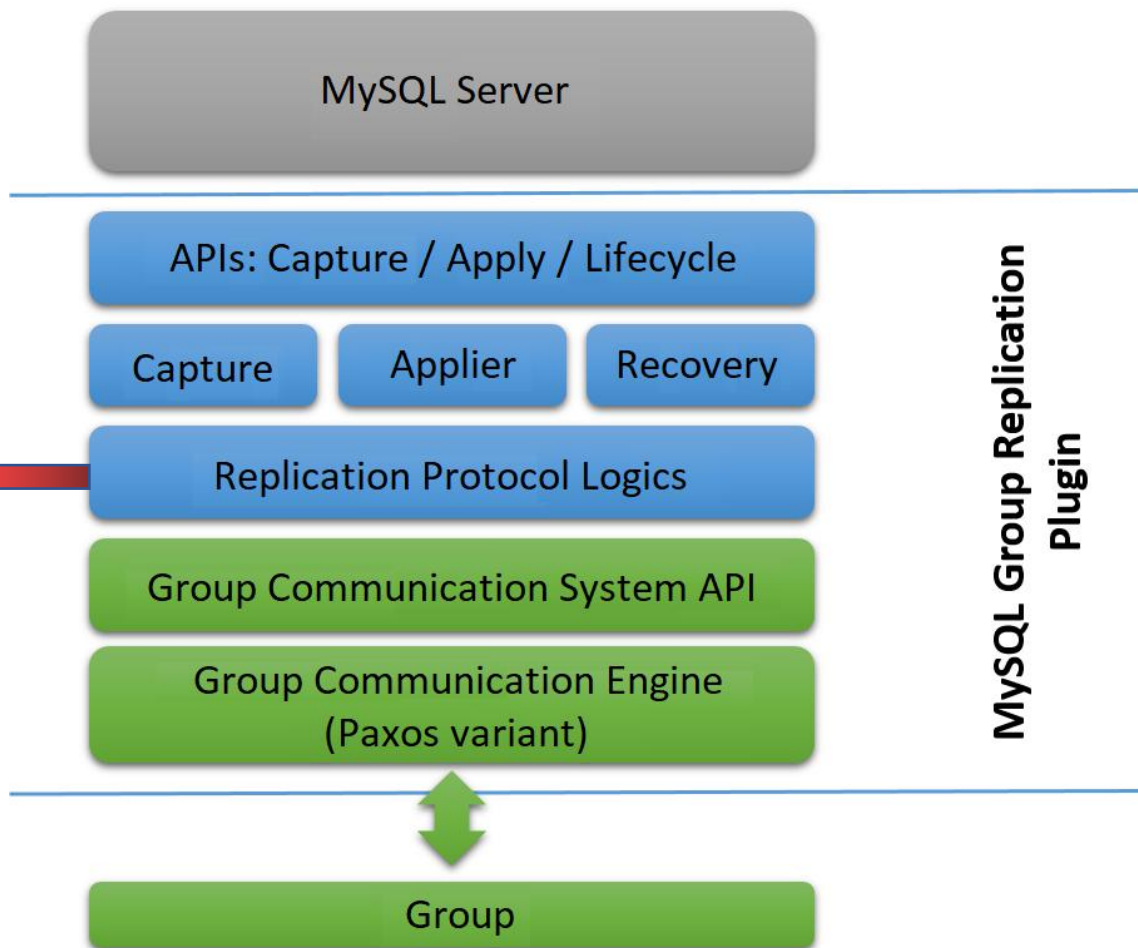 MySQL Server
APIs: Capture / Apply / Lifecycle
Capture
Applier
Recovery
Replication Protocol Logics
Group Communication System API
Group Communication Engine
(Paxos variant)
Group
MySQL Group Replication
Plugin